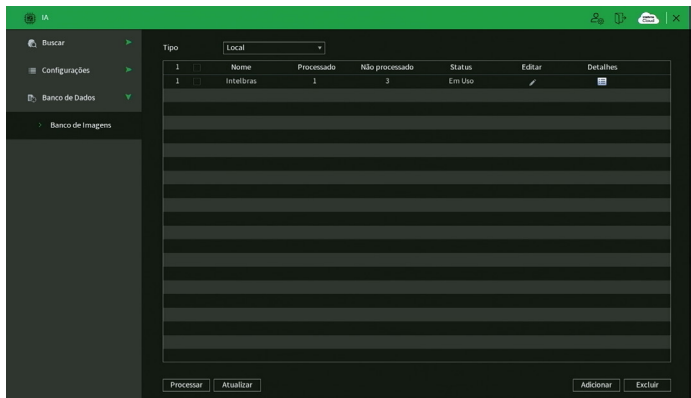 IA
Buscar
Configurações
Banco de Dados
> Banco de Imagens
Tipo Local
1 Nome Processado Não processado Status Editar Detalhes
1 Intelbras 1 3 Em Uso
Processar Atualizar Adicionar Excluir